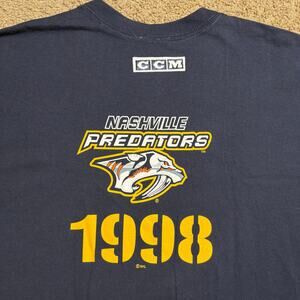 CCM
NASHVILLE
PREDATORS
1998